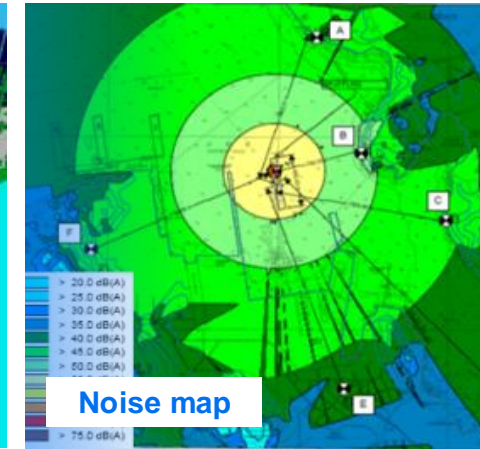 A
B
C
F
E
> 20.0 dB(A)
> 25.0 dB(A)
> 30.0 dB(A)
> 35.0 dB(A)
> 40.0 dB(A)
> 45.0 dB(A)
> 50.0 dB(A)
Noise map
> 75.0 dB(A)